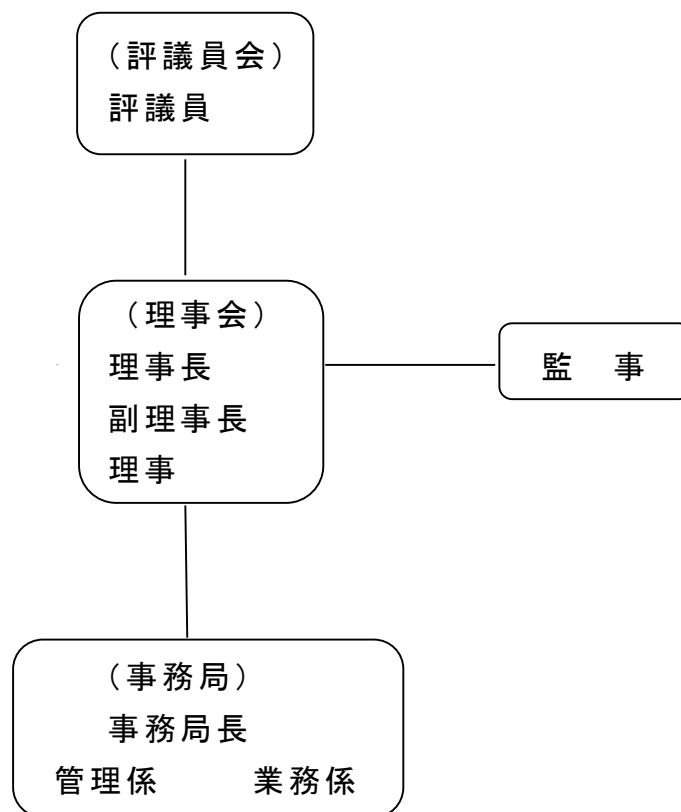 （評議員会）
評議員
（理事会）
理事長
副理事長
理事
監　事
（事務局）
事務局長
管理係　　業務係